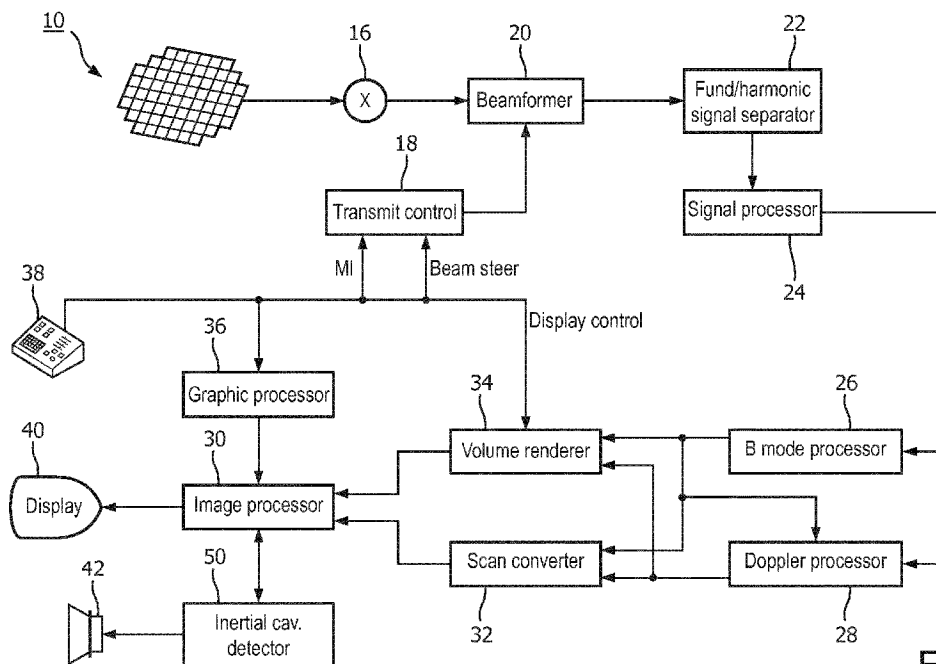 10
16
20
22
X
Beamformer
Fund/harmonic
signal separator
18
Transmit control
Signal processor
24
MI
Beam steer
38
Display control
36
Graphic processor
34
26
Volume renderer
B mode processor
40
30
Display
Image processor
50
Scan converter
Doppler processor
42
32
28
Inertial cav.
detector